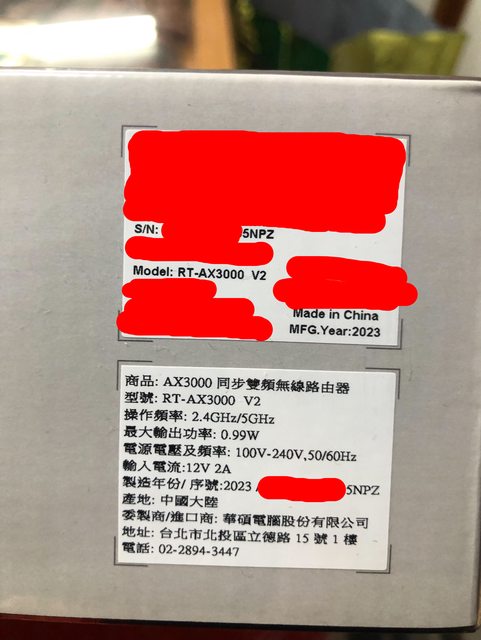 S/N: 5NPZ
Model: RT-AX3000 V2
Made in China
MFG.Year:2023
商品: AX3000 同步雙頻無線路由器
型號: RT-AX3000 V2
操作頻率: 2.4GHz/5GHz
最大輸出功率: 0.99W
電源電壓及頻率: 100V-240V,50/60Hz
輸入電流:12V 2A
製造年份/ 序號:2023 / 5NPZ
產地: 中國大陸
委製商/進口商: 華碩電腦股份有限公司
地址: 台北市北投區立德路 15 號 1 樓
電話: 02-2894-3447